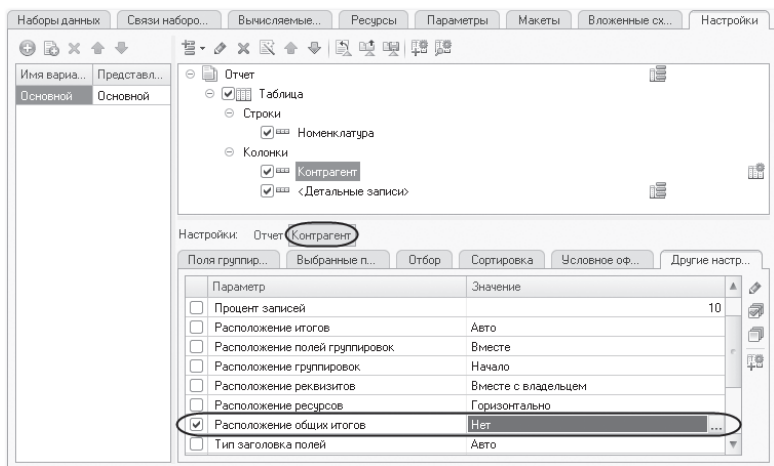 Наборы данных Связи наборо... Вычисляемые... Ресурсы Параметры Макеты Вложенные сх... Настройки
Имя вариа... Представл...
Основной Основной
Отчет
Таблица
Строки
Номенклатура
Колонки
Контрагент
<Детальные записи>
Настройки: Отчет Контрагент
Поля группир... Выбранные п... Отбор Сортировка Условное оф... Другие настр...
Параметр Значение
Процент записей 10
Расположение итогов Авто
Расположение полей группировок Вместе
Расположение группировок Начало
Расположение реквизитов Вместе с владельцем
Расположение ресурсов Горизонтально
Расположение общих итогов Нет ...
Тип заголовка полей Авто